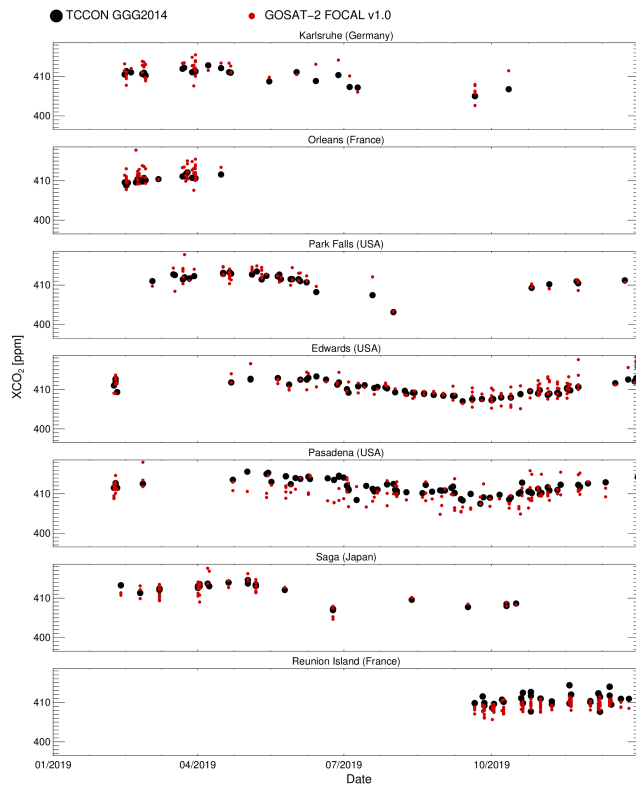 TCCON GGG2014 GOSAT-2 FOCAL v1.0
Karlsruhe (Germany)
410
400
Orleans (France)
410
400
Park Falls (USA)
410
400
Edwards (USA)
410
400
Pasadena (USA)
410
400
Saga (Japan)
410
400
Reunion Island (France)
410
400
XCO₂ [ppm]
01/2019 04/2019 07/2019 10/2019
Date